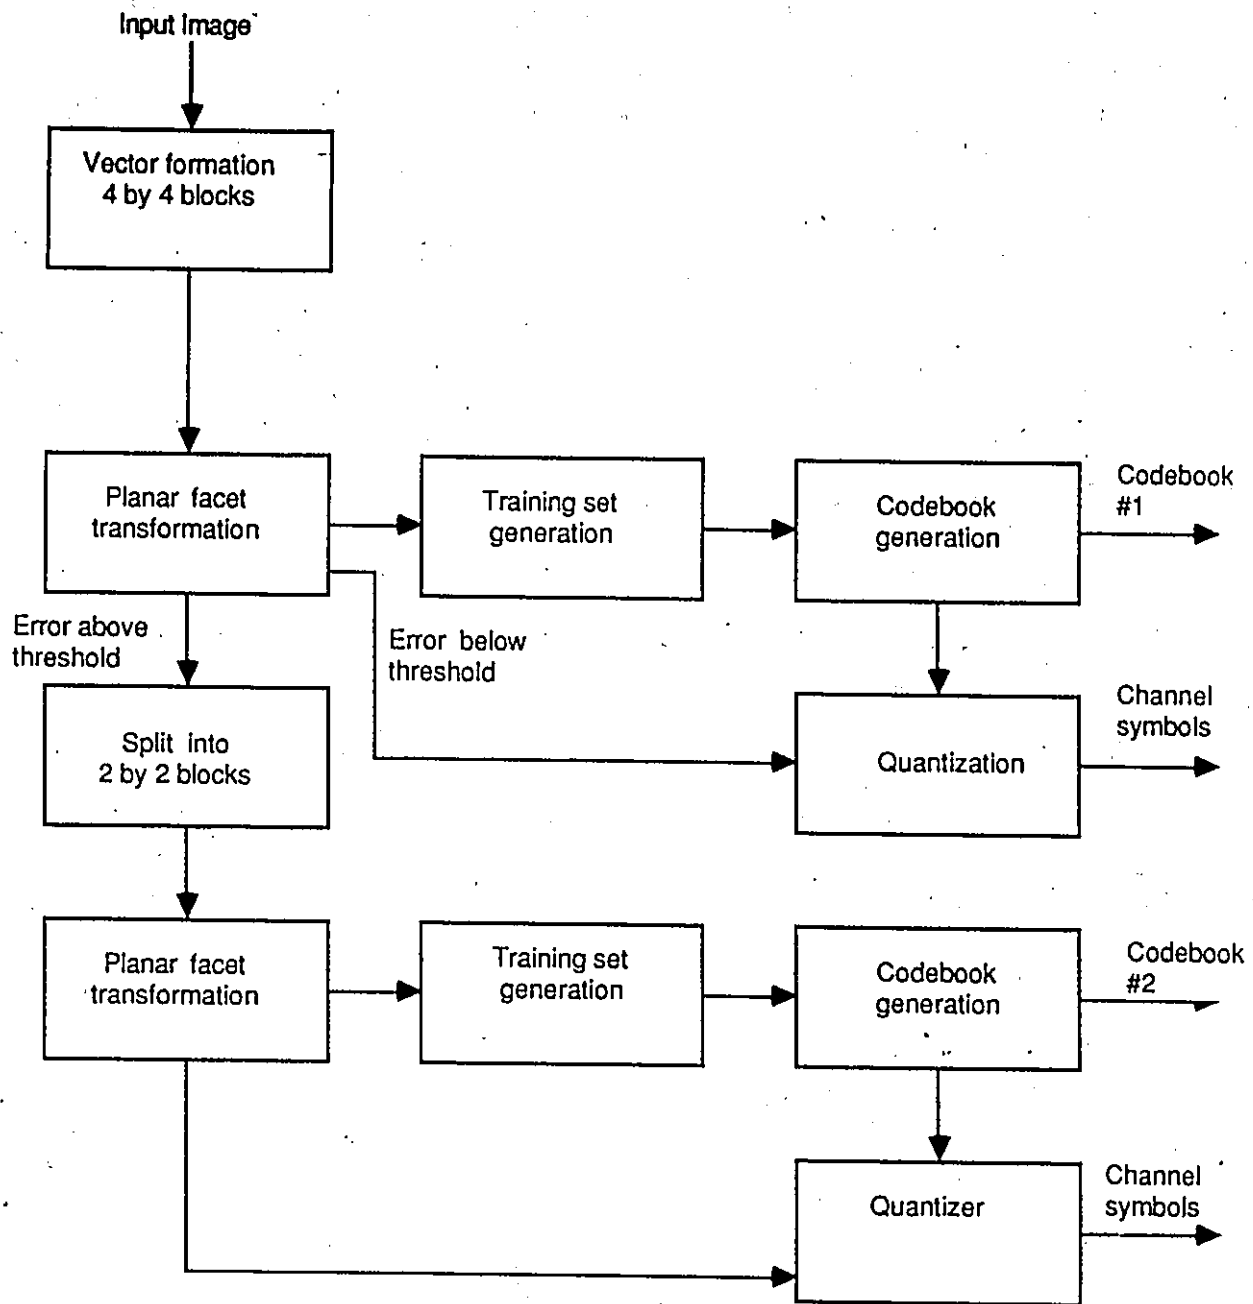 Input Image
Vector formation
4 by 4 blocks
Planar facet
transformation
Training set
generation
Codebook
generation
Codebook
#1
Error above
threshold
Error below
threshold
Split into
2 by 2 blocks
Quantization
Channel
symbols
Planar facet
transformation
Training set
generation
Codebook
generation
Codebook
#2
Quantizer
Channel
symbols